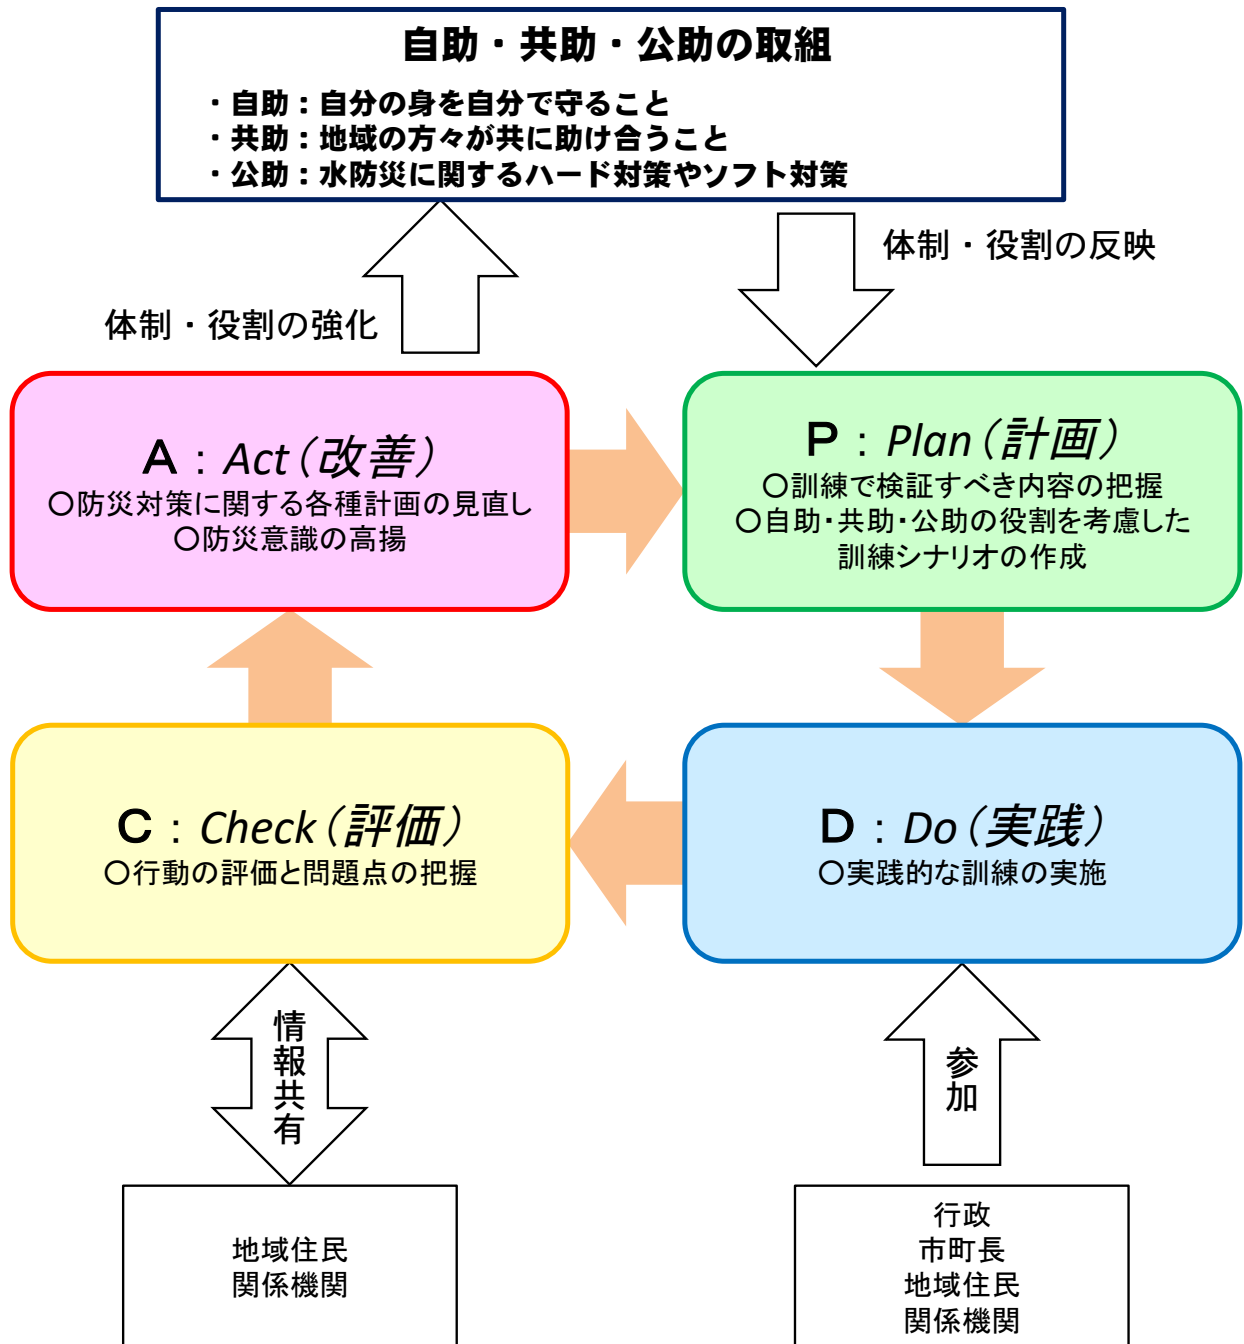 自助・共助・公助の取組
・自助：自分の身を自分で守ること
・共助：地域の方々が共に助け合うこと
・公助：水防災に関するハード対策やソフト対策
体制・役割の反映
体制・役割の強化
A：Act（改善）
○防災対策に関する各種計画の見直し
○防災意識の高揚
P：Plan（計画）
○訓練で検証すべき内容の把握
○自助・共助・公助の役割を考慮した
訓練シナリオの作成
C：Check（評価）
○行動の評価と問題点の把握
D：Do（実践）
○実践的な訓練の実施
情報共有
参加
地域住民
関係機関
行政
市町長
地域住民
関係機関